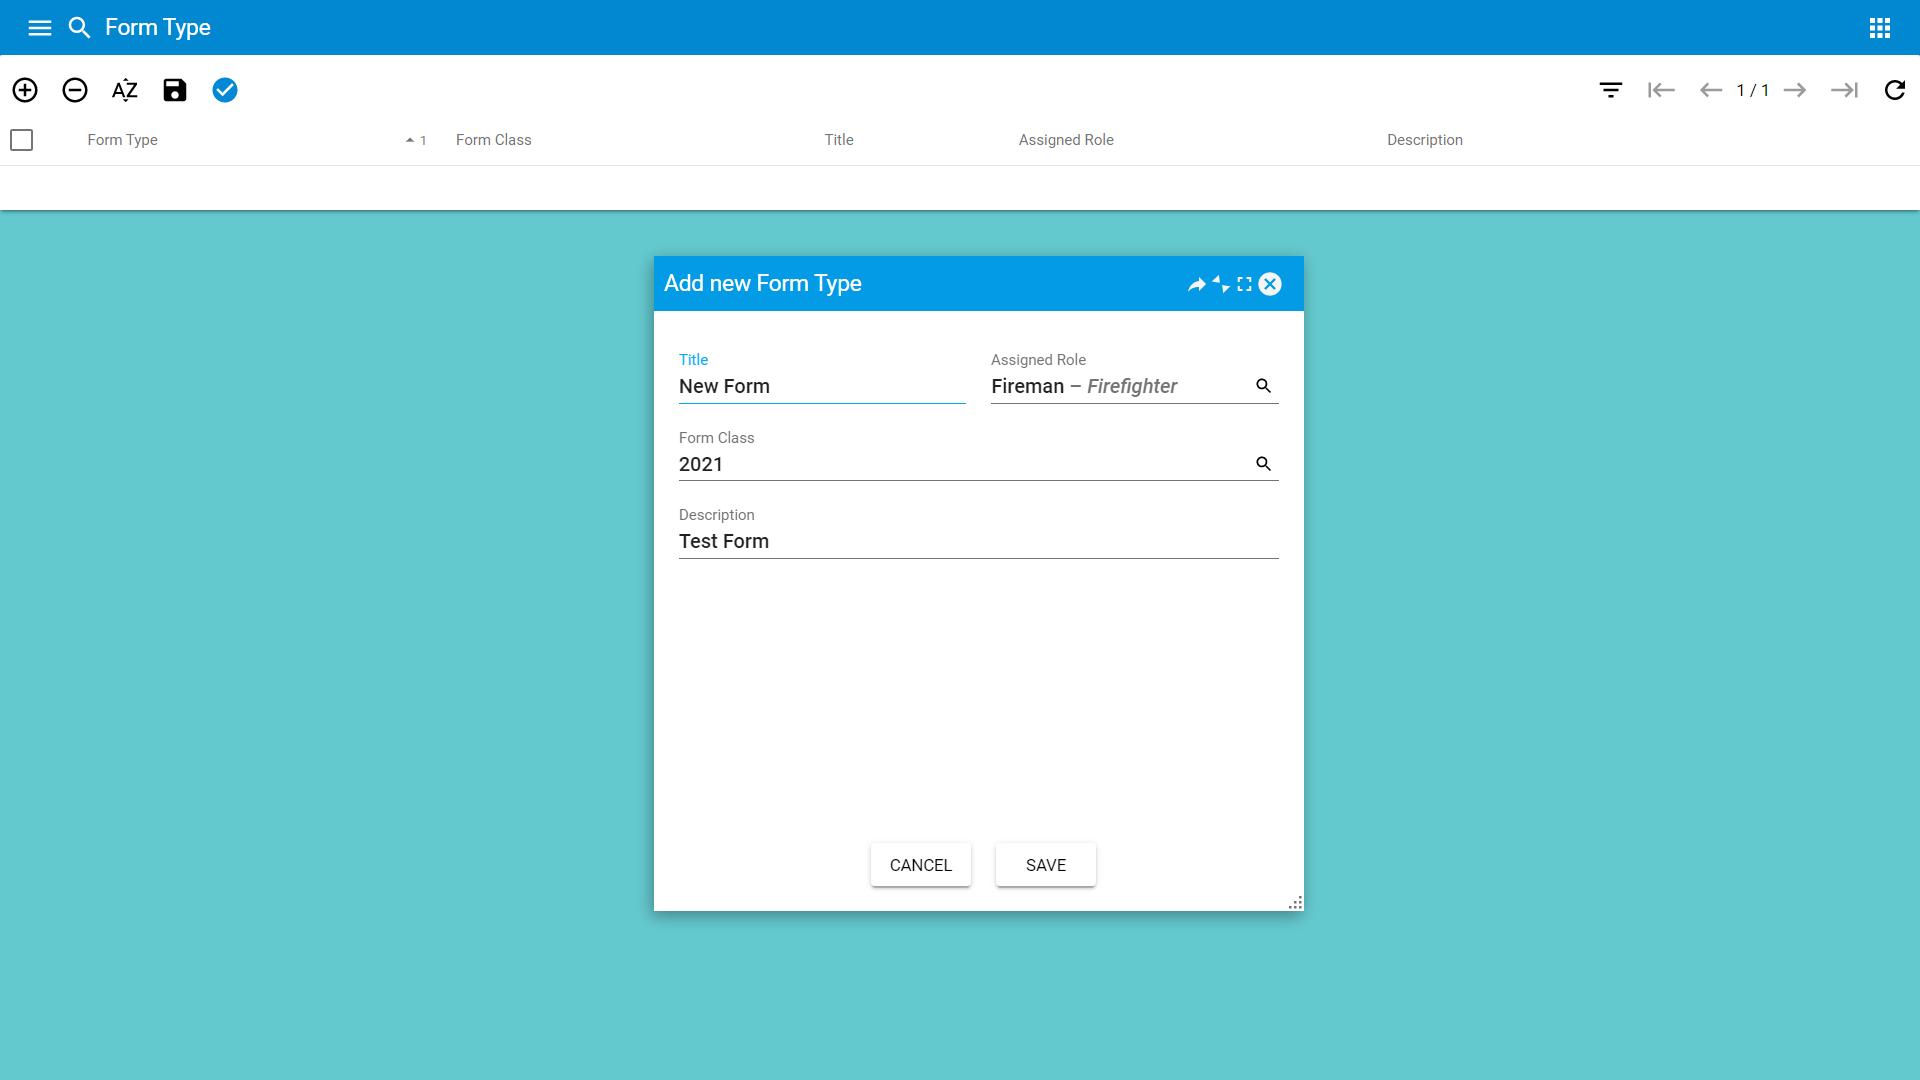 Form Type
AZ
1 / 1
Form Type 1 Form Class Title Assigned Role Description
Add new Form Type
Title Assigned Role
New Form Fireman – Firefighter
Form Class
2021
Description
Test Form
CANCEL SAVE